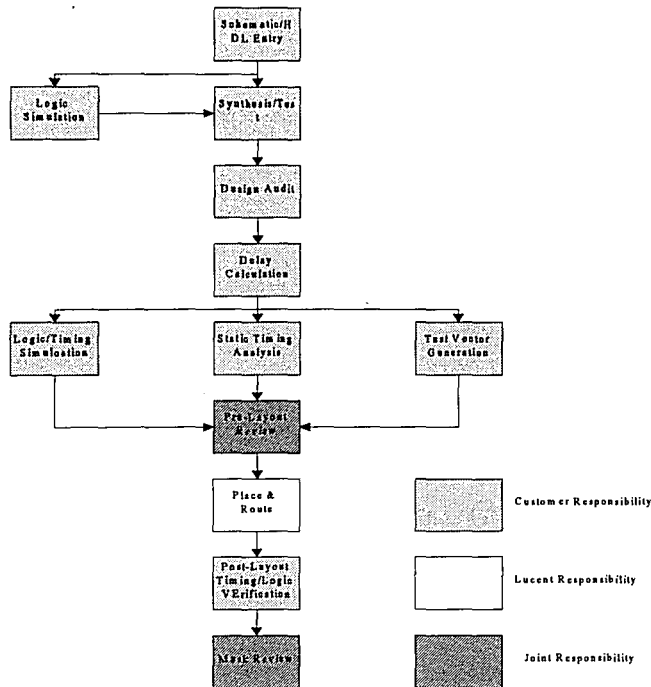 Schematic/H
DL Entry
Logic
Simulation
Synthesis/Tes
t
Design Audit
Delay
Calculation
Logic/Timing
Simulation
Static Timing
Analysis
Test Vector
Generation
Pre-Layout
Review
Place &
Route
Customer Responsibility
Post-Layout
Timing/Logic
VErification
Lucent Responsibility
Mask Review
Joint Responsibility